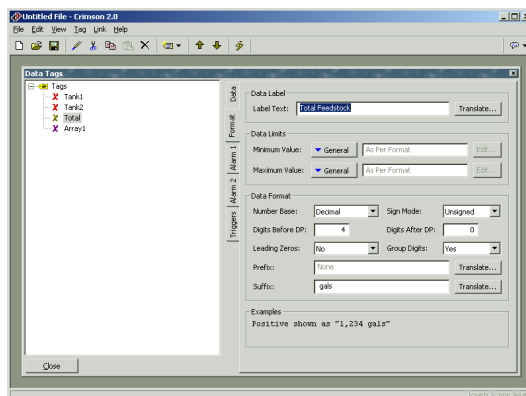 Untitled File - Crimson 2.0
File Edit View Tag Link Help
Data Tags
Tags
Tank1
Tank2
Total
Array1
Data
Format
Alarm 1
Alarm 2
Triggers
Data Label
Label Text: Total Feedstock Translate...
Data Limits
Minimum Value: General As Per Format Edit...
Maximum Value: General As Per Format Edit...
Data Format
Number Base: Decimal Sign Mode: Unsigned
Digits Before DP: 4 Digits After DP: 0
Leading Zeros: No Group Digits: Yes
Prefix: None Translate...
Suffix: gals Translate...
Examples
Positive shown as "1,234 gals"
Close